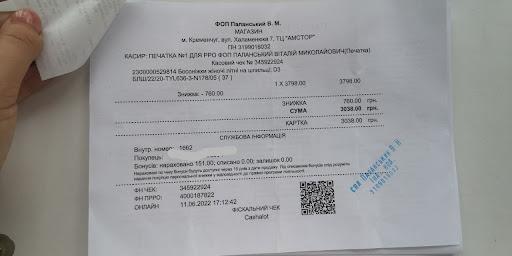 ФОП Паланський В. М.
МАГАЗИН
м. Кременчук, вул. Халаменюка 7, ТЦ "АМСТОР"
ПН 3199016032
КАСИР: ПЕЧАТКА №1 ДЛЯ РРО ФОП ПАЛАНСЬКИЙ ВІТАЛІЙ МИКОЛАЙОВИЧ(Печатка)
Касовий чек № 345922924
2300000529814 Босоніжки жіночі літні на шпильці, D3
БЛШ/22/20-TYL636-3-N178/05 ( 37 )
1 X 3798.00 3798.00
Знижка: - 760.00
ЗНИЖКА 760.00 грн.
СУМА 3038.00 грн.
КАРТКА 3038.00 грн.
СЛУЖБОВА ІНФОРМАЦІЯ
Внутр. номер: 1662
Покупець:
Бонусів: нараховано 151.90; списано 0.00; залишок 0.00
ФН ЧЕК: 345922924
ФН ПРРО: 4000187622
ОНЛАЙН 11.06.2022 17:12:42
ФІСКАЛЬНИЙ ЧЕК
Cashalot